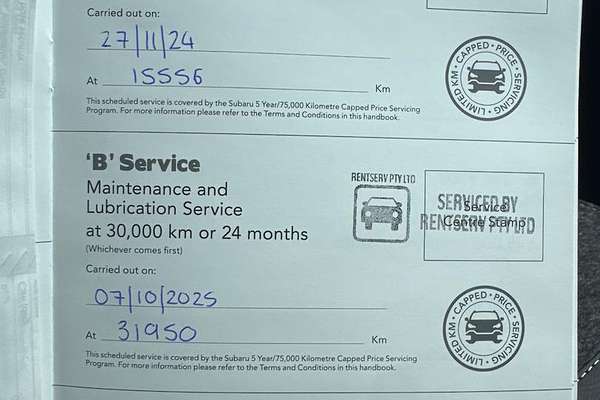 Carried out on:
27/11/24
At 15556 Km
LIMITED KM • CAPPED • PRICE • SERVICING •
This scheduled service is covered by the Subaru 5 Year/75,000 Kilometre Capped Price Servicing
Program. For more information please refer to the Terms and Conditions in this handbook.
'B' Service
Maintenance and
Lubrication Service
at 30,000 km or 24 months
(Whichever comes first)
RENTSERV PTY LTD
SERVICED BY
RENTSERV PTY LTD
Service
Centre Stamp
Carried out on:
07/10/2025
At 31950 Km
LIMITED KM • CAPPED • PRICE • SERVICING •
This scheduled service is covered by the Subaru 5 Year/75,000 Kilometre Capped Price Servicing
Program. For more information please refer to the Terms and Conditions in this handbook.